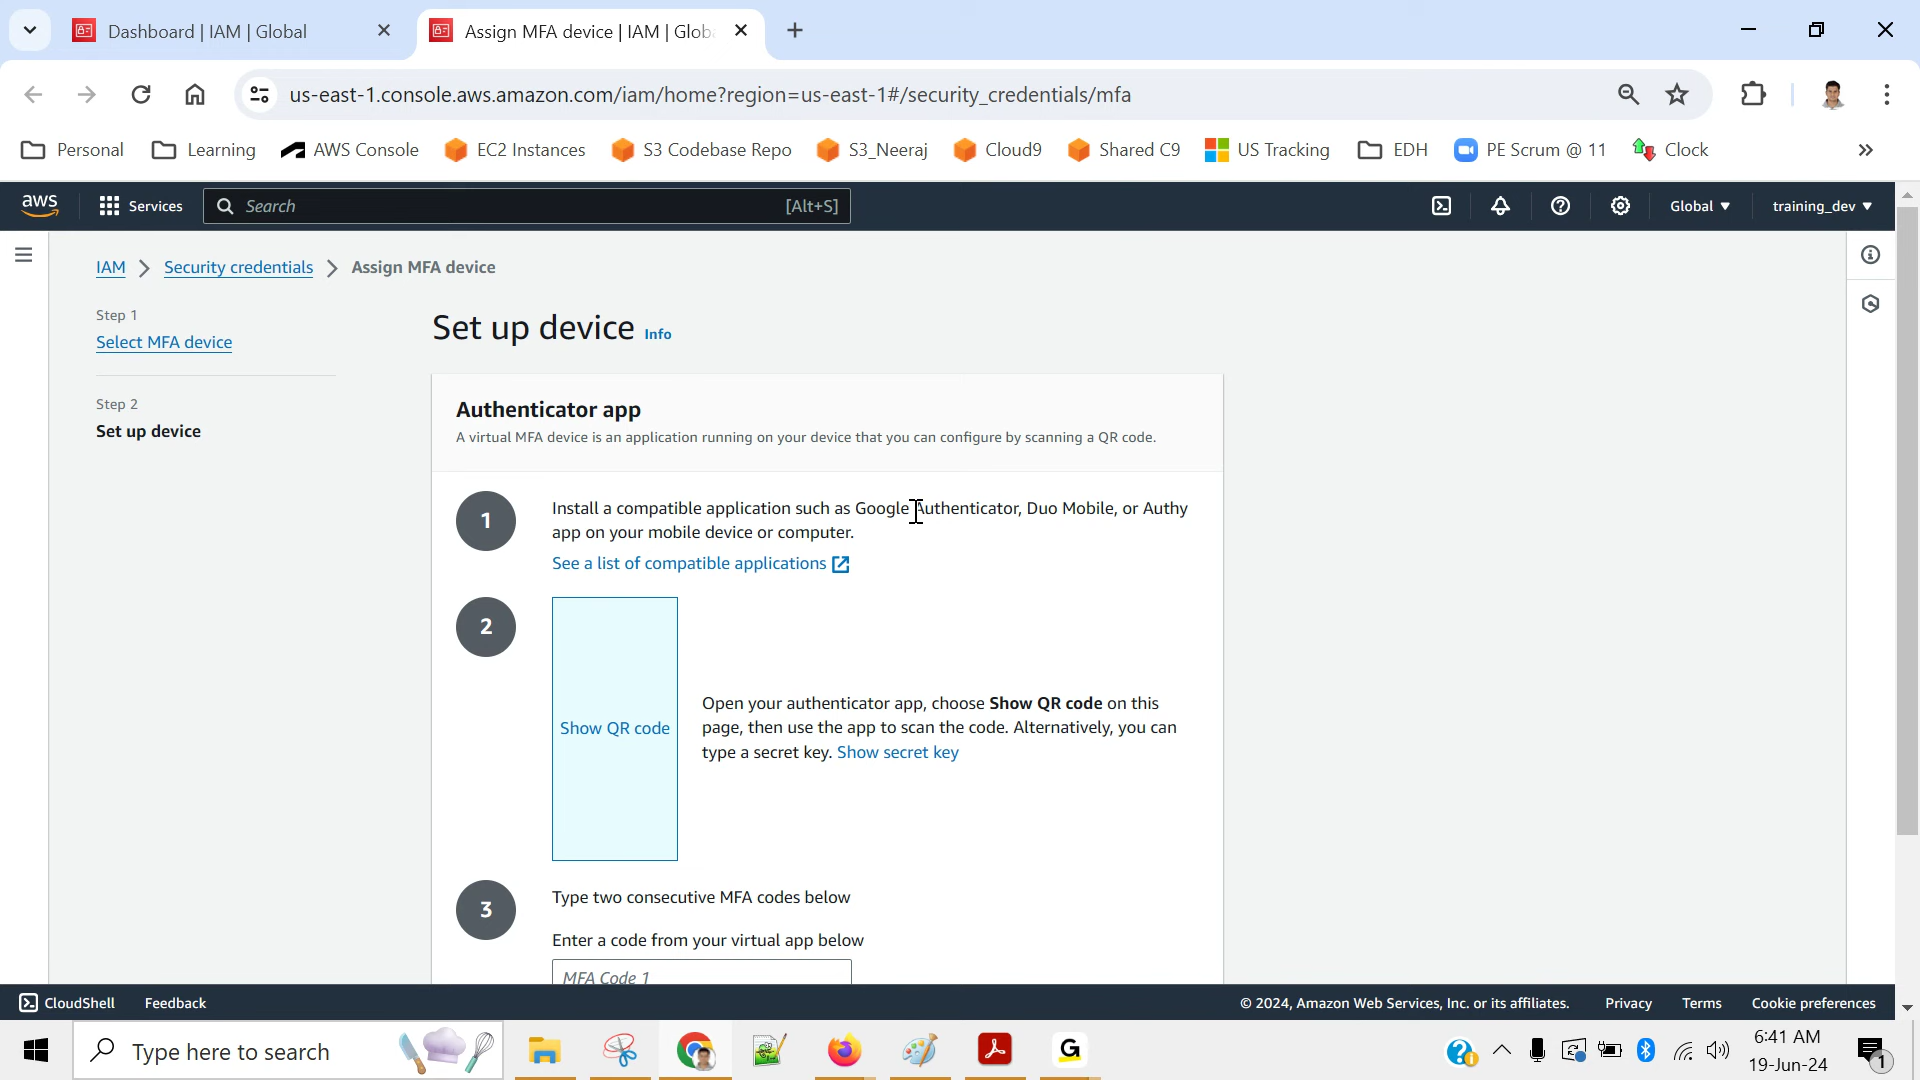 Dashboard | IAM | Global
Assign MFA device | IAM | Glob
us-east-1.console.aws.amazon.com/iam/home?region=us-east-1#/security_credentials/mfa
Personal
Learning
AWS Console
EC2 Instances
S3 Codebase Repo
S3_Neeraj
Cloud9
Shared C9
US Tracking
EDH
PE Scrum @ 11
Clock
aws
Services
Search
[Alt+S]
Global
training_dev
IAM
Security credentials
Assign MFA device
Step 1
Select MFA device
Step 2
Set up device
Set up device Info
Authenticator app
A virtual MFA device is an application running on your device that you can configure by scanning a QR code.
1
Install a compatible application such as Google Authenticator, Duo Mobile, or Authy
app on your mobile device or computer.
See a list of compatible applications
2
Show QR code
Open your authenticator app, choose Show QR code on this
page, then use the app to scan the code. Alternatively, you can
type a secret key. Show secret key
3
Type two consecutive MFA codes below
Enter a code from your virtual app below
MFA Code 1
CloudShell
Feedback
© 2024, Amazon Web Services, Inc. or its affiliates.
Privacy
Terms
Cookie preferences
Type here to search
G
6:41 AM
19-Jun-24
1